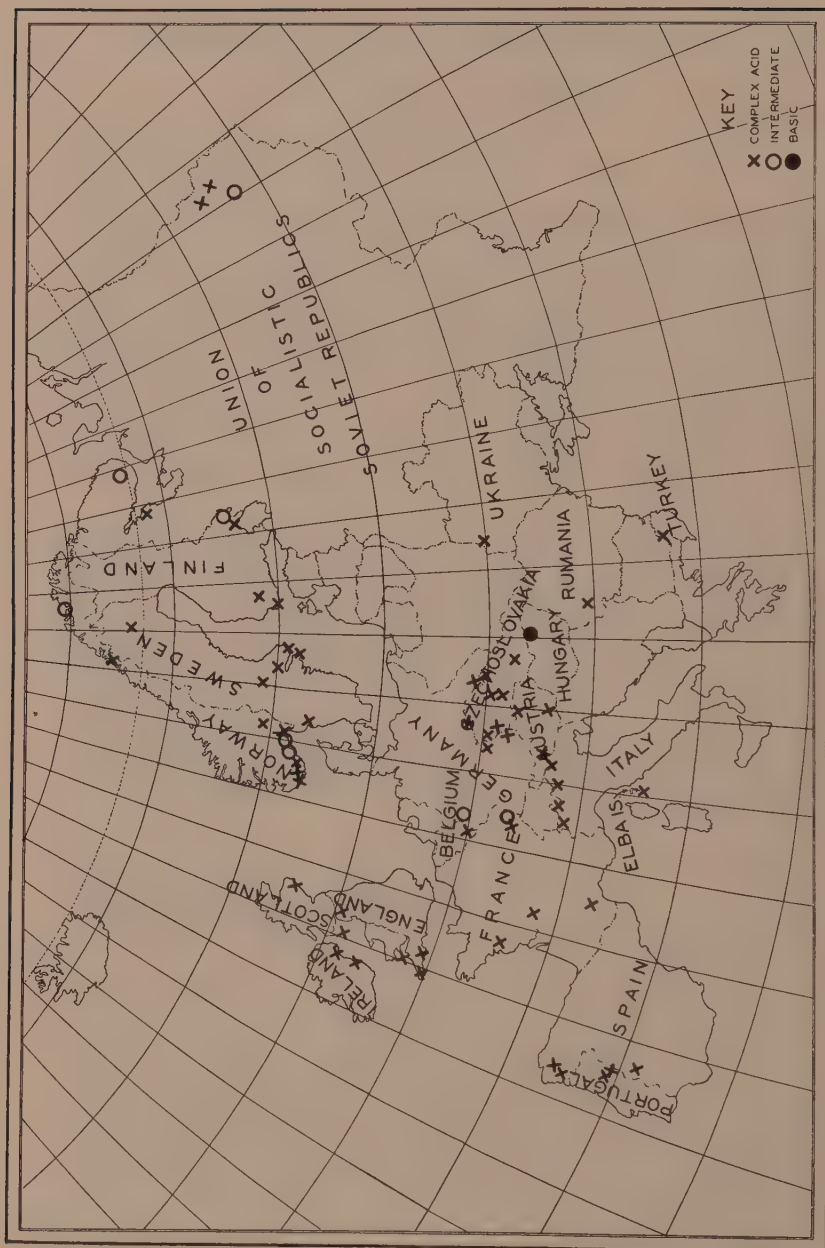 KEY
COMPLEX ACID
INTERMEDIATE
BASIC
UNION
OF
SOCIALISTIC
SOVIET REPUBLICS
FINLAND
SWEDEN
NORWAY
UKRAINE
TURKEY
RUMANIA
CZECHOSLOVAKIA
HUNGARY
AUSTRIA
GERMANY
BELGIUM
FRANCE
ITALY
ELBA IS.
SCOTLAND
ENGLAND
IRELAND
SPAIN
PORTUGAL